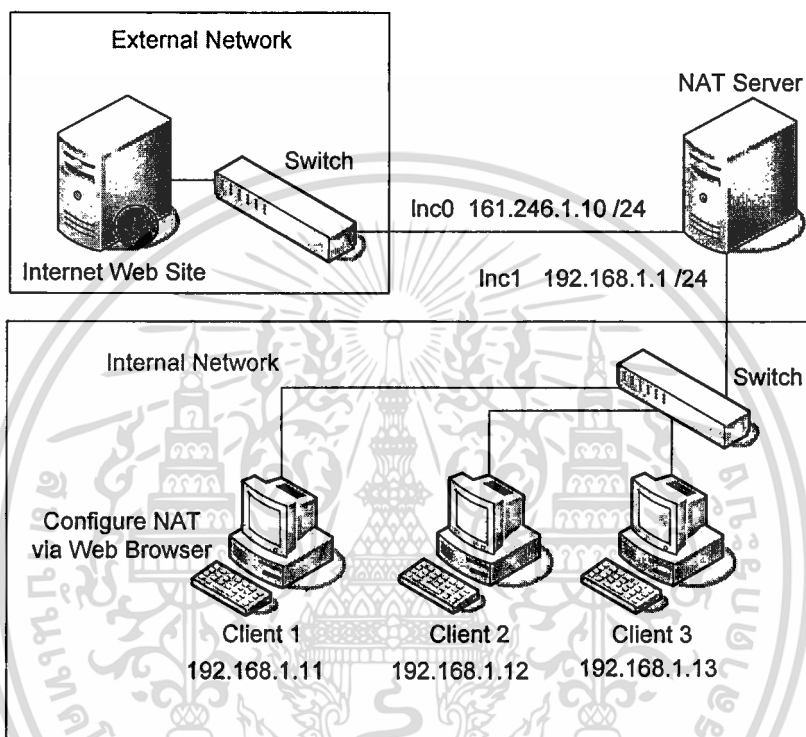 External Network
NAT Server
Switch
lnc0 161.246.1.10 /24
Internet Web Site
lnc1 192.168.1.1 /24
Internal Network
Switch
Configure NAT
via Web Browser
Client 1
Client 2
Client 3
192.168.1.11
192.168.1.12
192.168.1.13